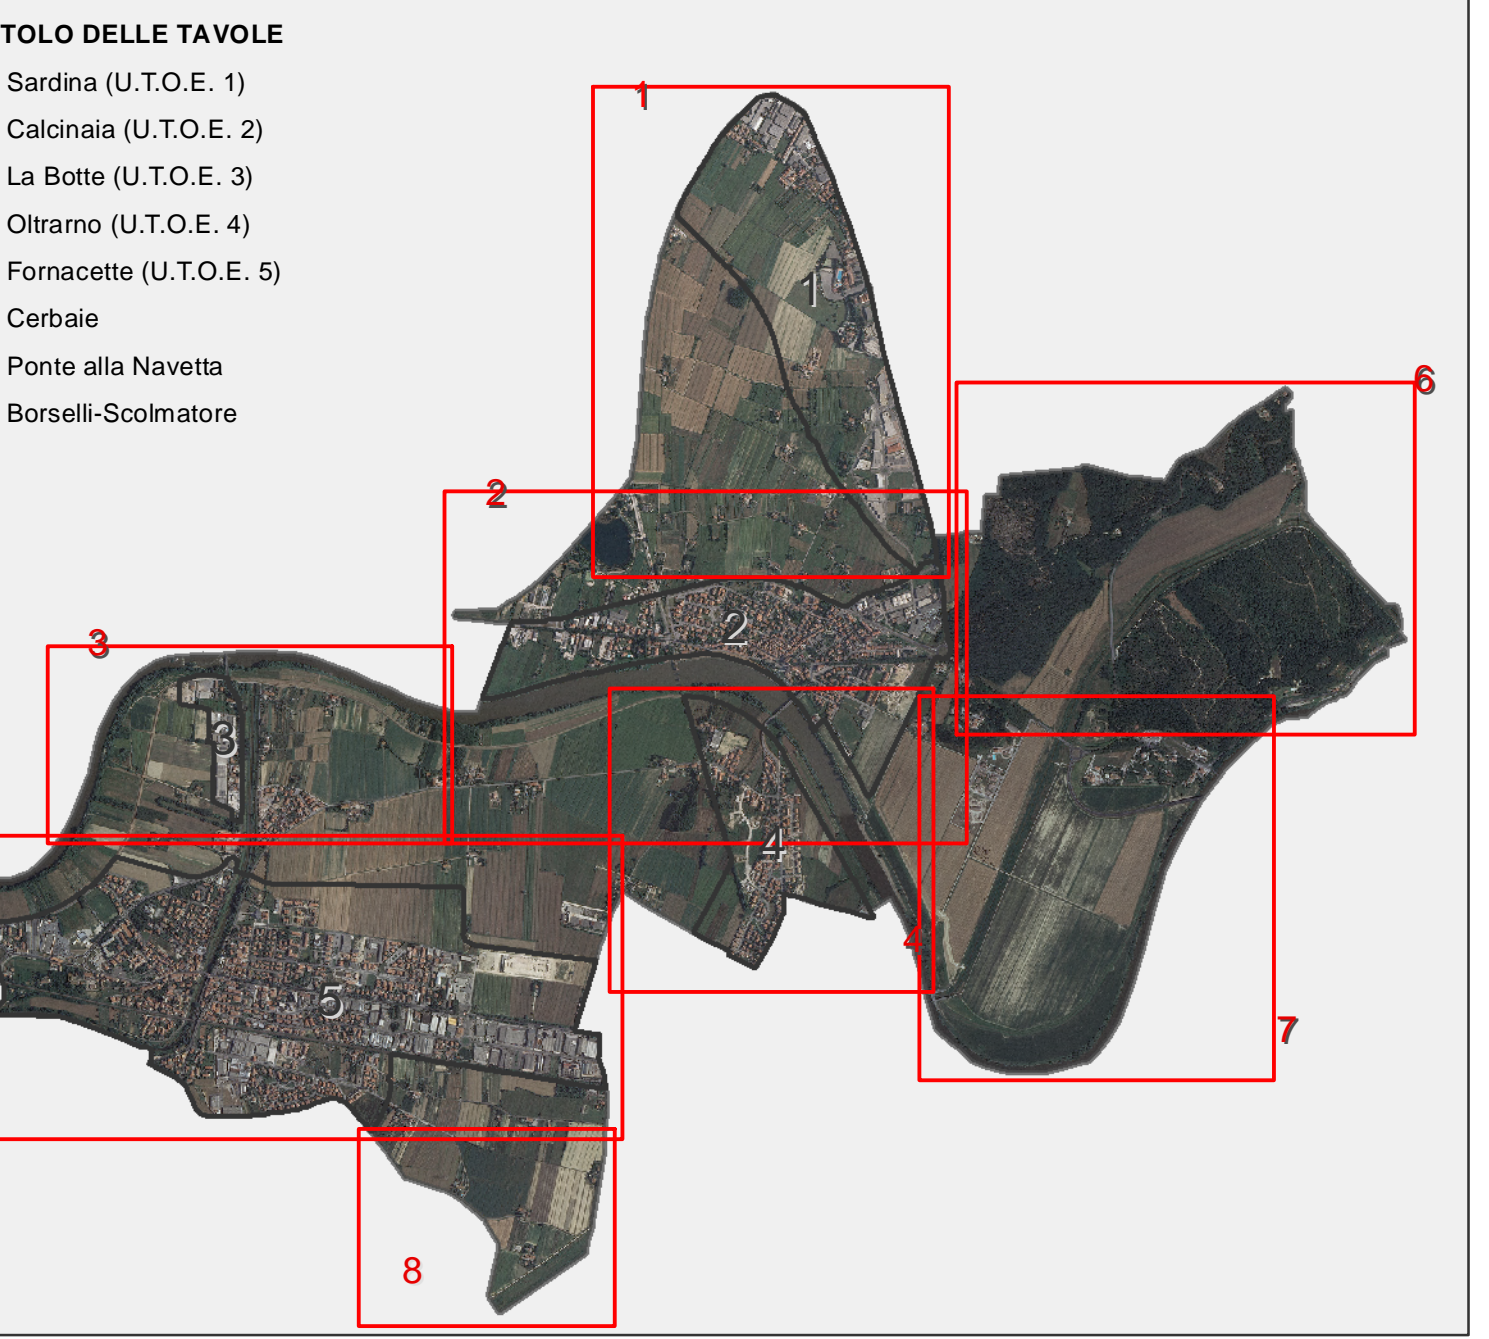 TOLO DELLE TAVOLE
Sardina (U.T.O.E. 1)
Calcinaia (U.T.O.E. 2)
La Botte (U.T.O.E. 3)
Oltrarno (U.T.O.E. 4)
Fornacette (U.T.O.E. 5)
Cerbaie
Ponte alla Navetta
Borselli-Scolmatore
1
1
6
2
2
3
3
4
4
5
7
8